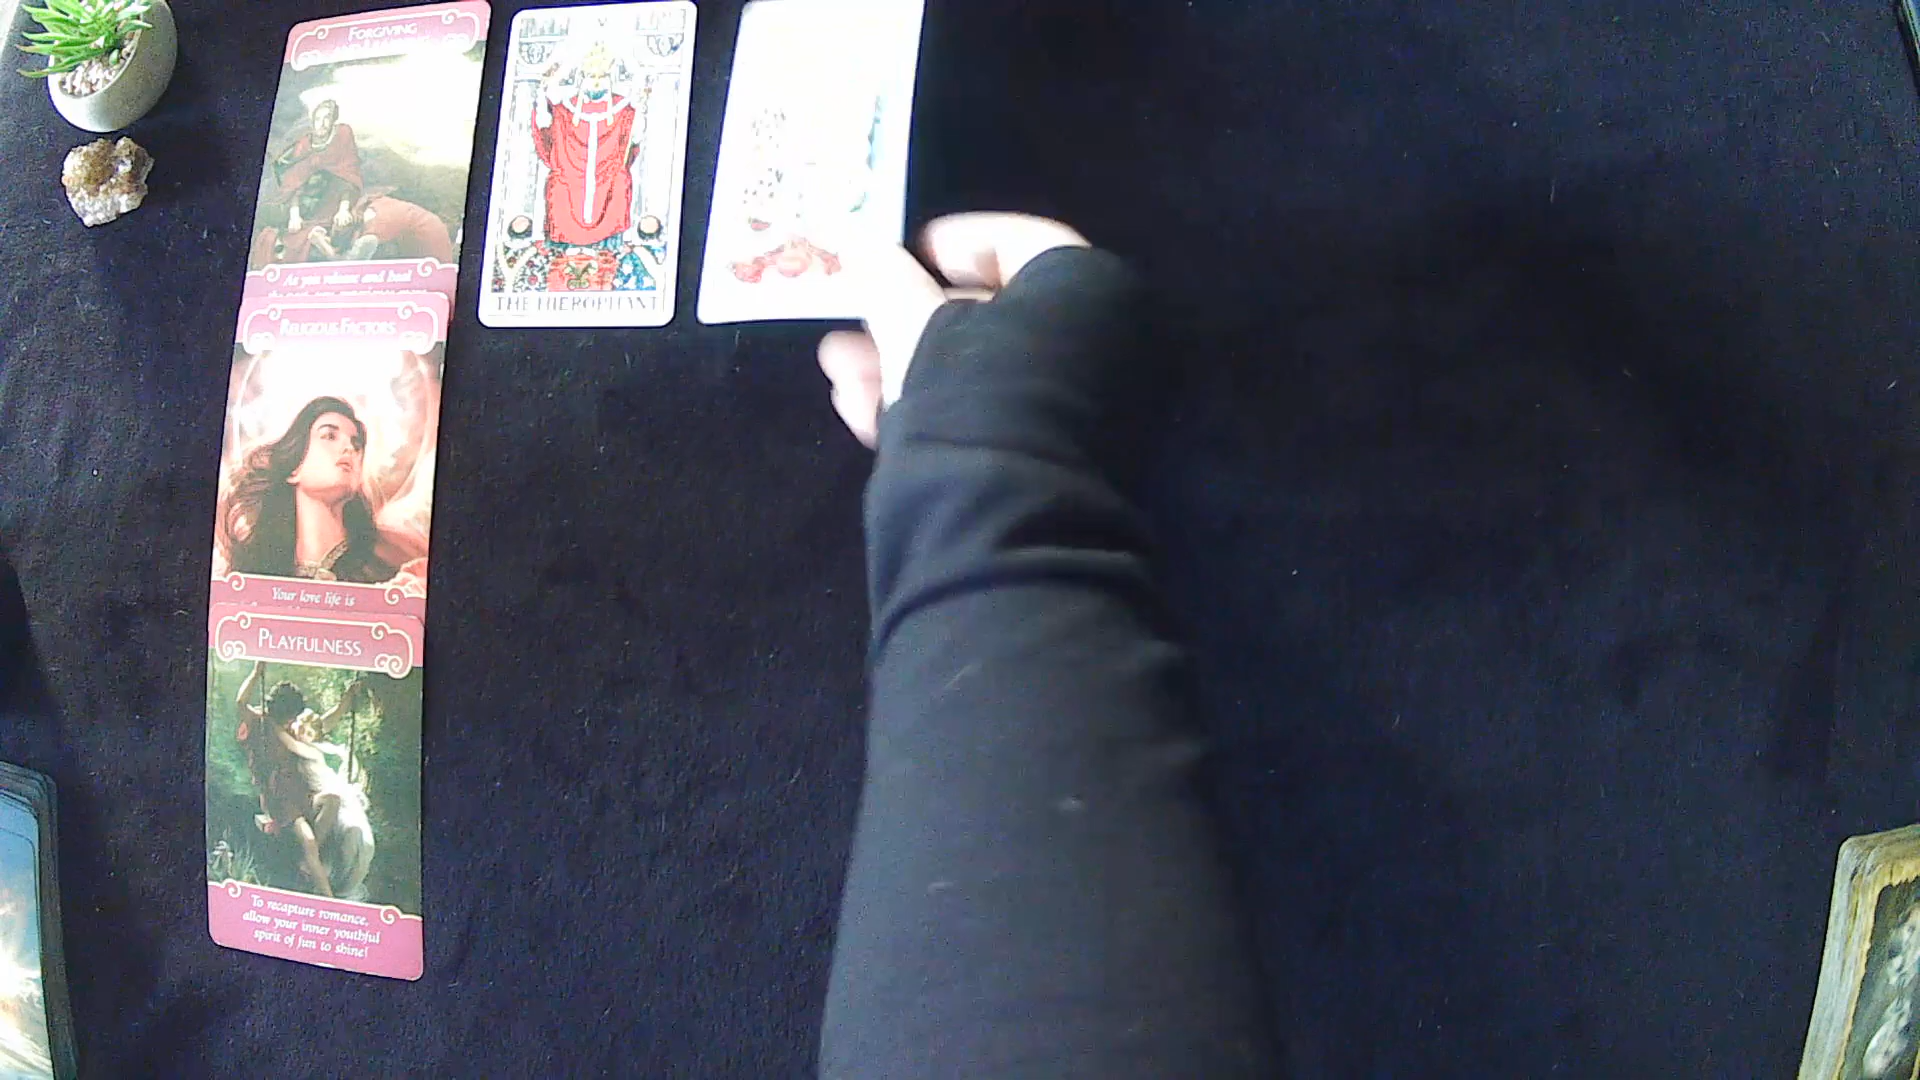 FORGIVING
As you release and heal
RELIGIOUS FACTORS
Your love life is
PLAYFULNESS
To recapture romance,
allow your inner youthful
spirit of fun to shine!
V
THE HIEROPHANT